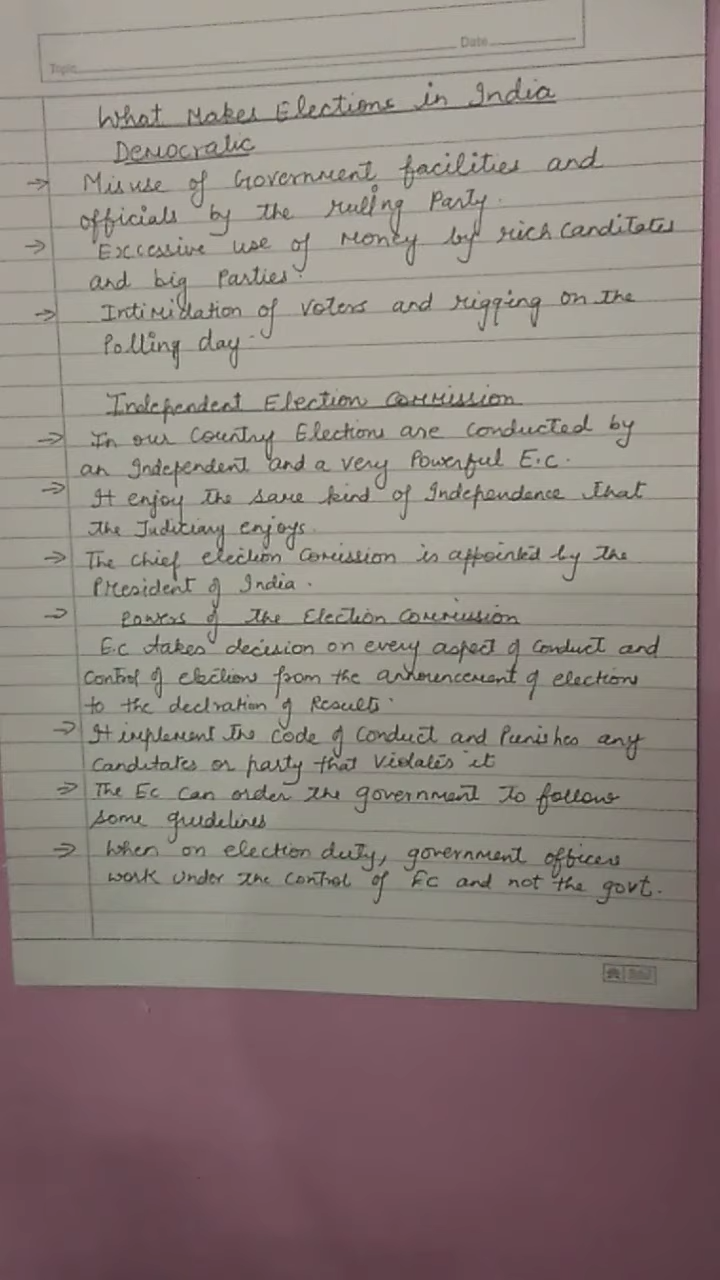 Topic Date
What Makes Elections in India
Democratic
→ Misuse of Government facilities and
officials by the ruling Party.
→ Excessive use of Money by rich canditates
and big Parties.
→ Intimidation of Voters and rigging on the
Polling day.
Independent Election Commission
→ In our Country Elections are conducted by
an Independent and a very Powerful E.C.
→ It enjoy the same kind of Independence that
the Judiciary enjoys.
→ The chief election Comission is appointed by the
President of India.
→ Powers of the Election Commission
E.C takes decision on every aspect of conduct and
control of elections from the announcement of elections
to the declration of Results.
→ It implement the code of Conduct and Punishes any
Canditates or party that violates it
→ The EC can order the government to follow
some guidelines
→ When on election duty, government officers
work under the control of EC and not the govt.